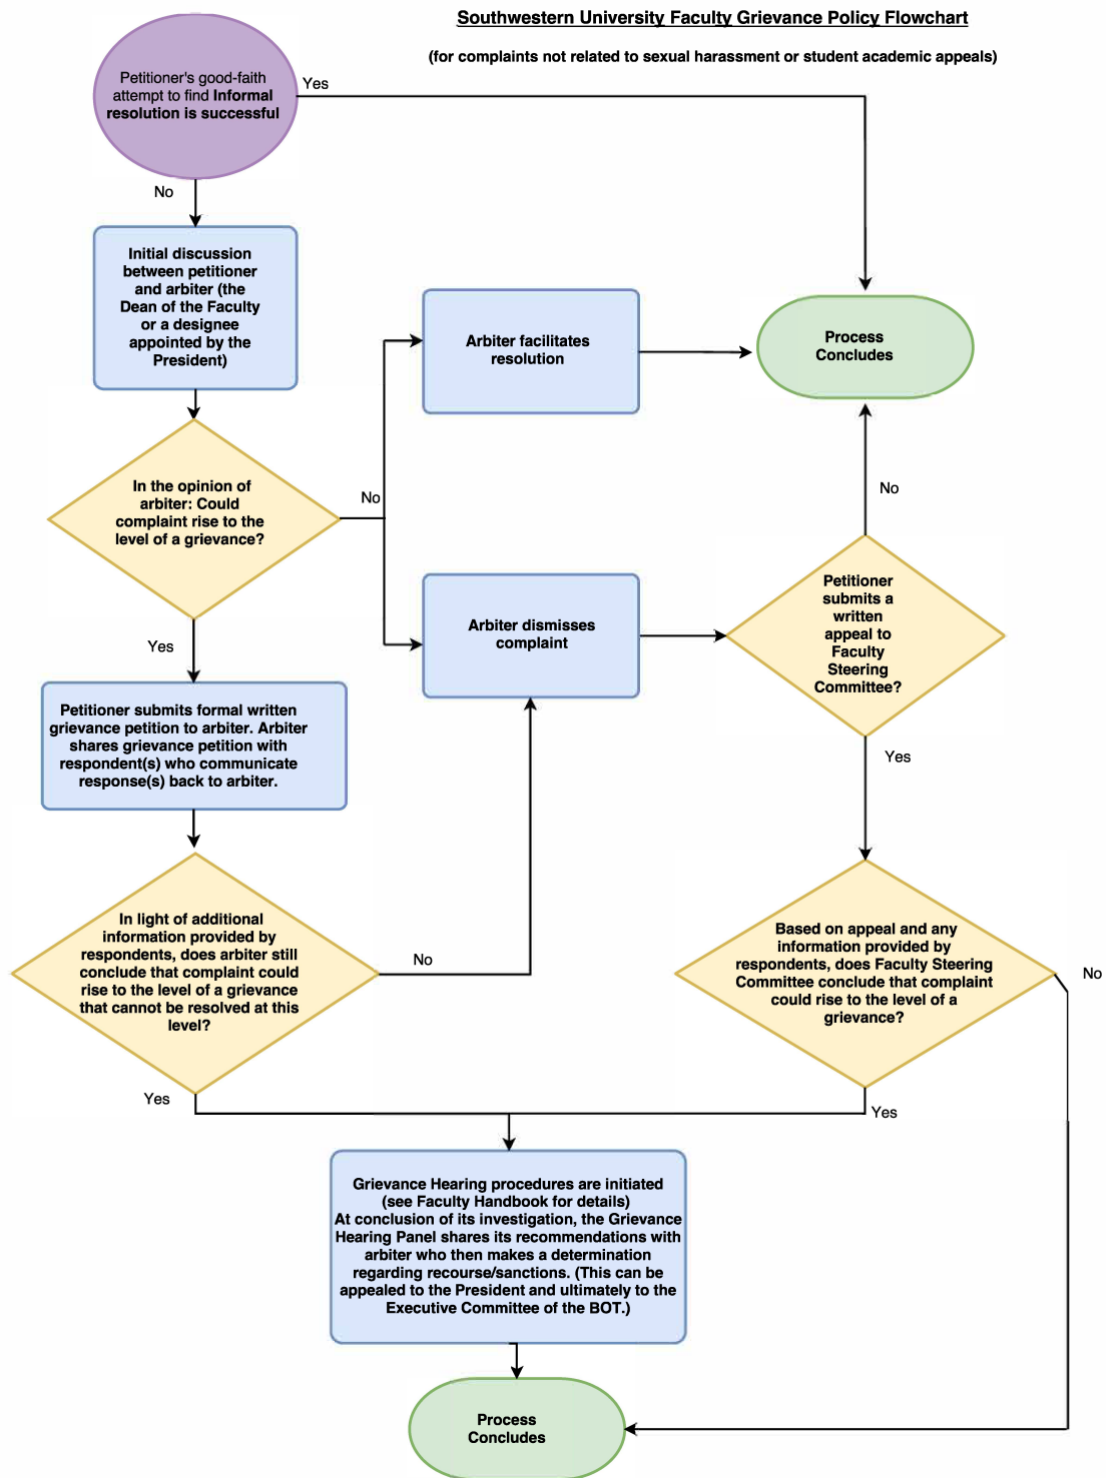 Southwestern University Faculty Grievance Policy Flowchart
(for complaints not related to sexual harassment or student academic appeals)
Petitioner's good-faith
attempt to find Informal
resolution is successful
Yes
No
Initial discussion
between petitioner
and arbiter (the
Dean of the Faculty
or a designee
appointed by the
President)
Arbiter facilitates
resolution
Process
Concludes
In the opinion of
arbiter: Could
complaint rise to the
level of a grievance?
No
No
Arbiter dismisses
complaint
Petitioner
submits a
written
appeal to
Faculty
Steering
Committee?
Yes
Yes
Petitioner submits formal written
grievance petition to arbiter. Arbiter
shares grievance petition with
respondent(s) who communicate
response(s) back to arbiter.
In light of additional
information provided by
respondents, does arbiter still
conclude that complaint could
rise to the level of a grievance
that cannot be resolved at this
level?
No
Based on appeal and any
information provided by
respondents, does Faculty Steering
Committee conclude that complaint
could rise to the level of a
grievance?
No
Yes
Yes
Grievance Hearing procedures are initiated
(see Faculty Handbook for details)
At conclusion of its investigation, the Grievance
Hearing Panel shares its recommendations with
arbiter who then makes a determination
regarding recourse/sanctions. (This can be
appealed to the President and ultimately to the
Executive Committee of the BOT.)
Process
Concludes